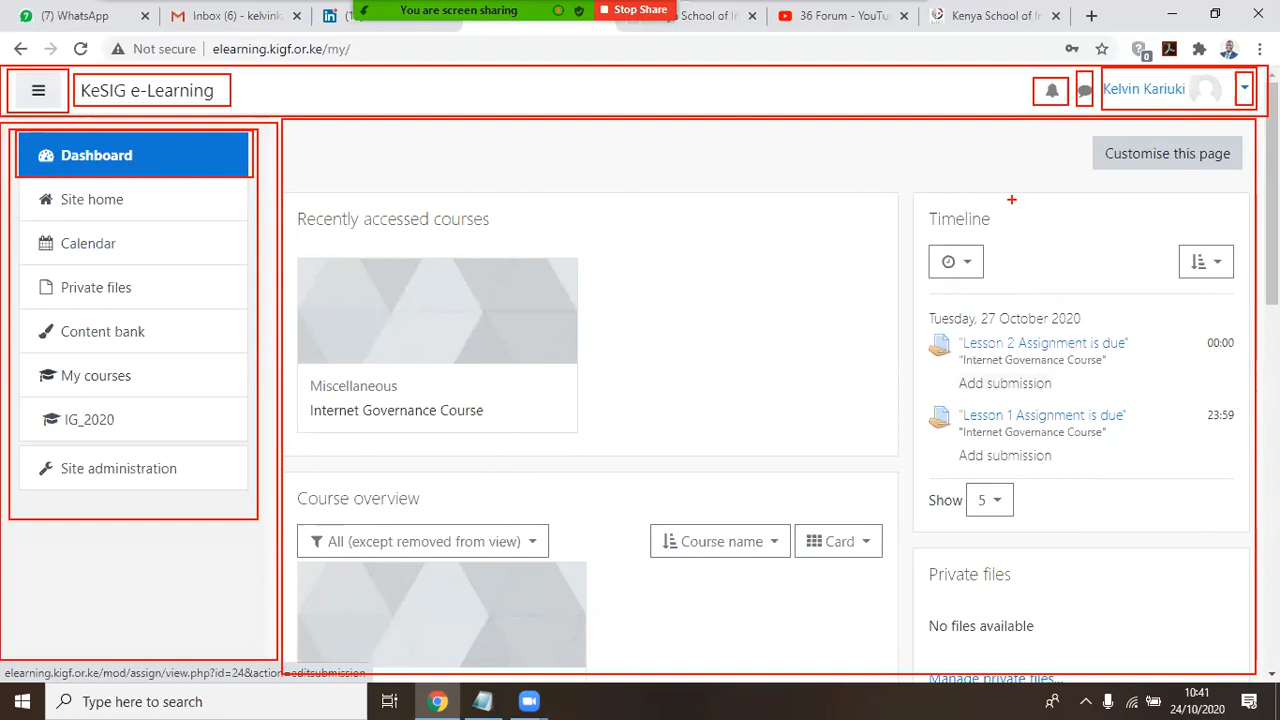 (7) WhatsApp
Inbox (6) - kelvink
You are screen sharing
Stop Share
School of In
36 Forum - YouTu
Kenya School of In
Not secure
elearning.kigf.or.ke/my/
0
KeSIG e-Learning
Kelvin Kariuki
Dashboard
Site home
Calendar
Private files
Content bank
My courses
IG_2020
Site administration
Customise this page
Recently accessed courses
Miscellaneous
Internet Governance Course
Course overview
All (except removed from view)
Course name
Card
Timeline
Tuesday, 27 October 2020
"Lesson 2 Assignment is due"
00:00
"Internet Governance Course"
Add submission
"Lesson 1 Assignment is due"
23:59
"Internet Governance Course"
Add submission
Show 5
Private files
No files available
Manage private files...
elearning.kigf.or.ke/mod/assign/view.php?id=24&action=editsubmission
Type here to search
10:41
24/10/2020